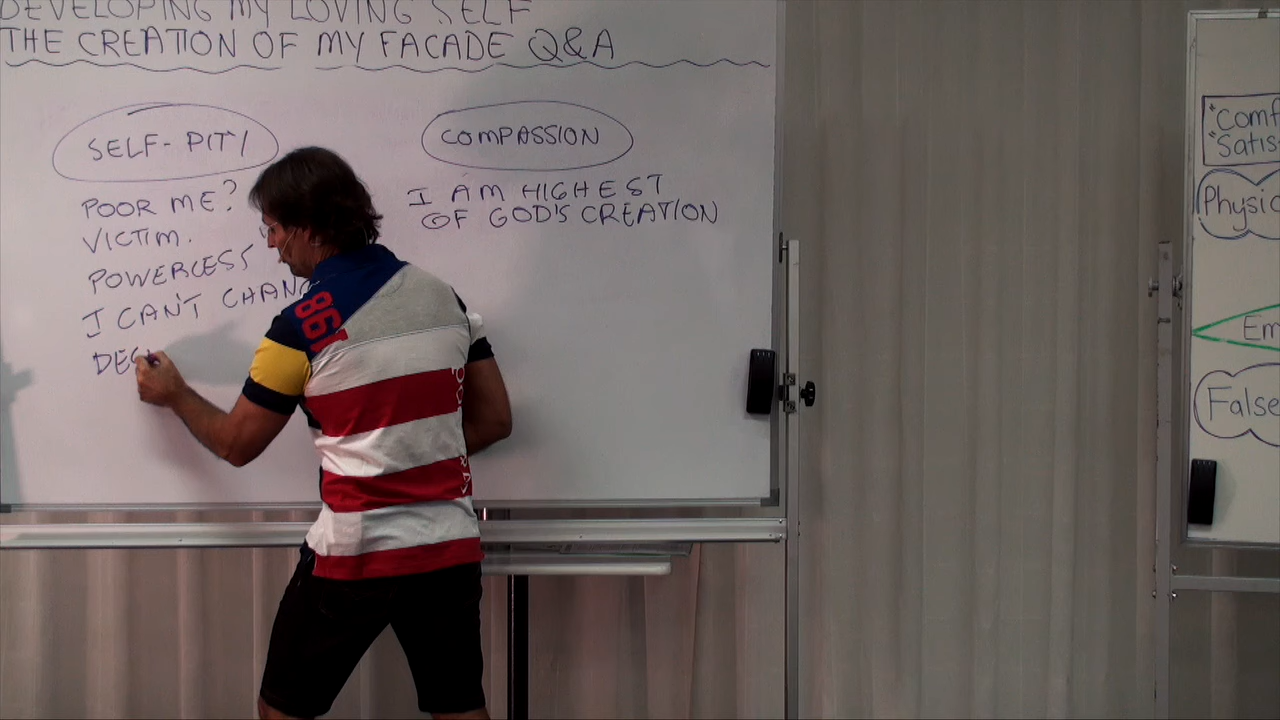 DEVELOPING MY LOVING SELF
THE CREATION OF MY FACADE Q&A
SELF-PITY
POOR ME?
VICTIM.
POWERLESS
I CAN'T CHANG
DES
COMPASSION
I AM HIGHEST
OF GOD'S CREATION
861
"Comf
"Satis
Physic
Em
False